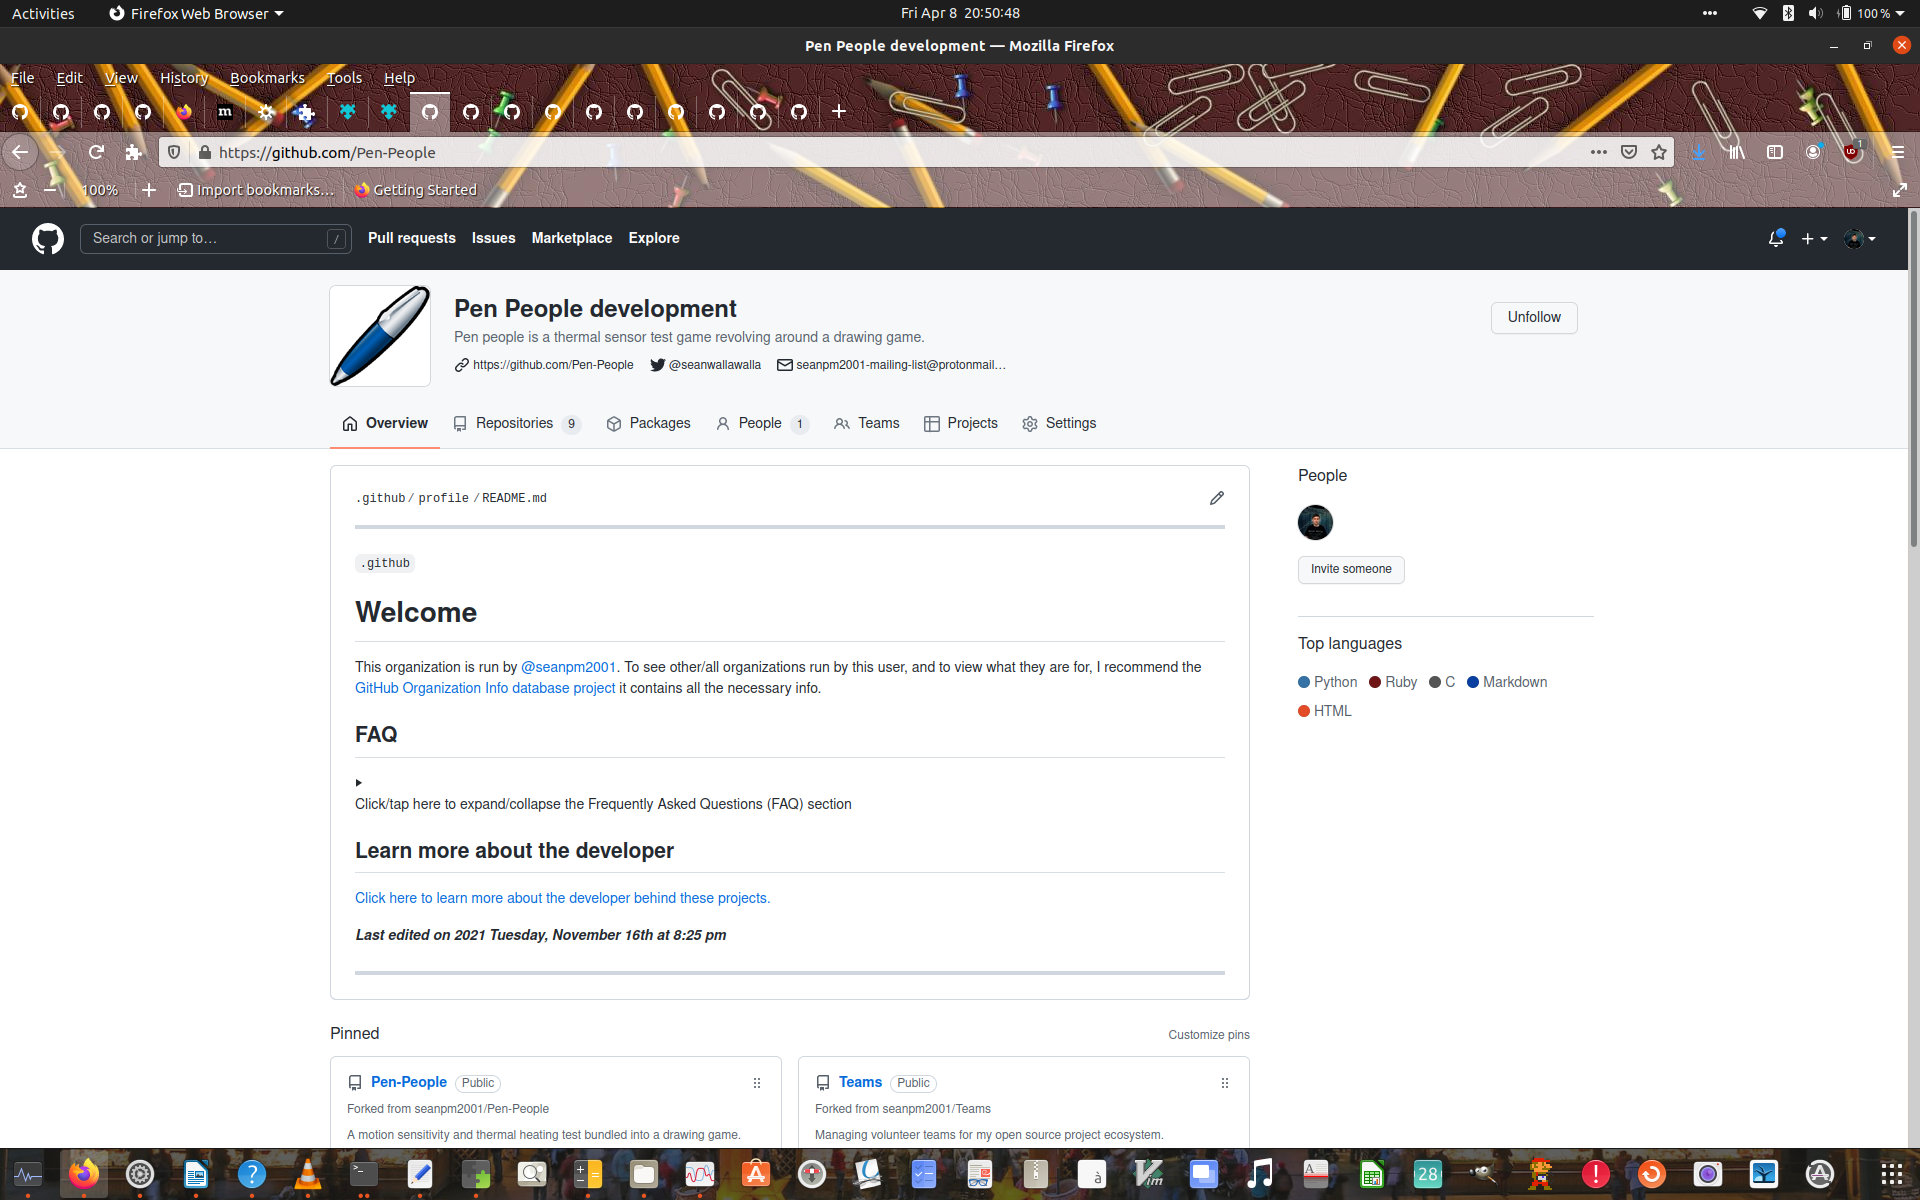 Activities
Firefox Web Browser
Fri Apr 8 20:50:48
100 %
Pen People development — Mozilla Firefox
File Edit View History Bookmarks Tools Help
https://github.com/Pen-People
1
100%
Import bookmarks…
Getting Started
Search or jump to…
/
Pull requests
Issues
Marketplace
Explore
Pen People development
Unfollow
Pen people is a thermal sensor test game revolving around a drawing game.
https://github.com/Pen-People
@seanwallawalla
seanpm2001-mailing-list@protonmail…
Overview
Repositories 9
Packages
People 1
Teams
Projects
Settings
.github / profile / README.md
.github
Welcome
This organization is run by @seanpm2001. To see other/all organizations run by this user, and to view what they are for, I recommend the
GitHub Organization Info database project it contains all the necessary info.
FAQ
Click/tap here to expand/collapse the Frequently Asked Questions (FAQ) section
Learn more about the developer
Click here to learn more about the developer behind these projects.
Last edited on 2021 Tuesday, November 16th at 8:25 pm
People
Invite someone
Top languages
Python Ruby C Markdown
HTML
Pinned
Customize pins
Pen-People Public
Forked from seanpm2001/Pen-People
A motion sensitivity and thermal heating test bundled into a drawing game.
Teams Public
Forked from seanpm2001/Teams
Managing volunteer teams for my open source project ecosystem.
28